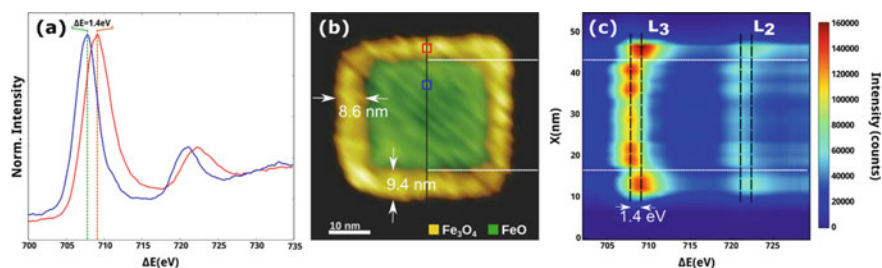 (a)
ΔE=1.4eV
Norm. Intensity
700 705 710 715 720 725 730 735
ΔE(eV)
(b)
8.6 nm
9.4 nm
10 nm
Fe₃O₄ FeO
(c)
L₃ L₂
X(nm)
50
40
30
20
10
0
1.4 eV
705 710 715 720 725
ΔE(eV)
160000
140000
120000
100000
80000
60000
40000
20000
0
Intensity (counts)